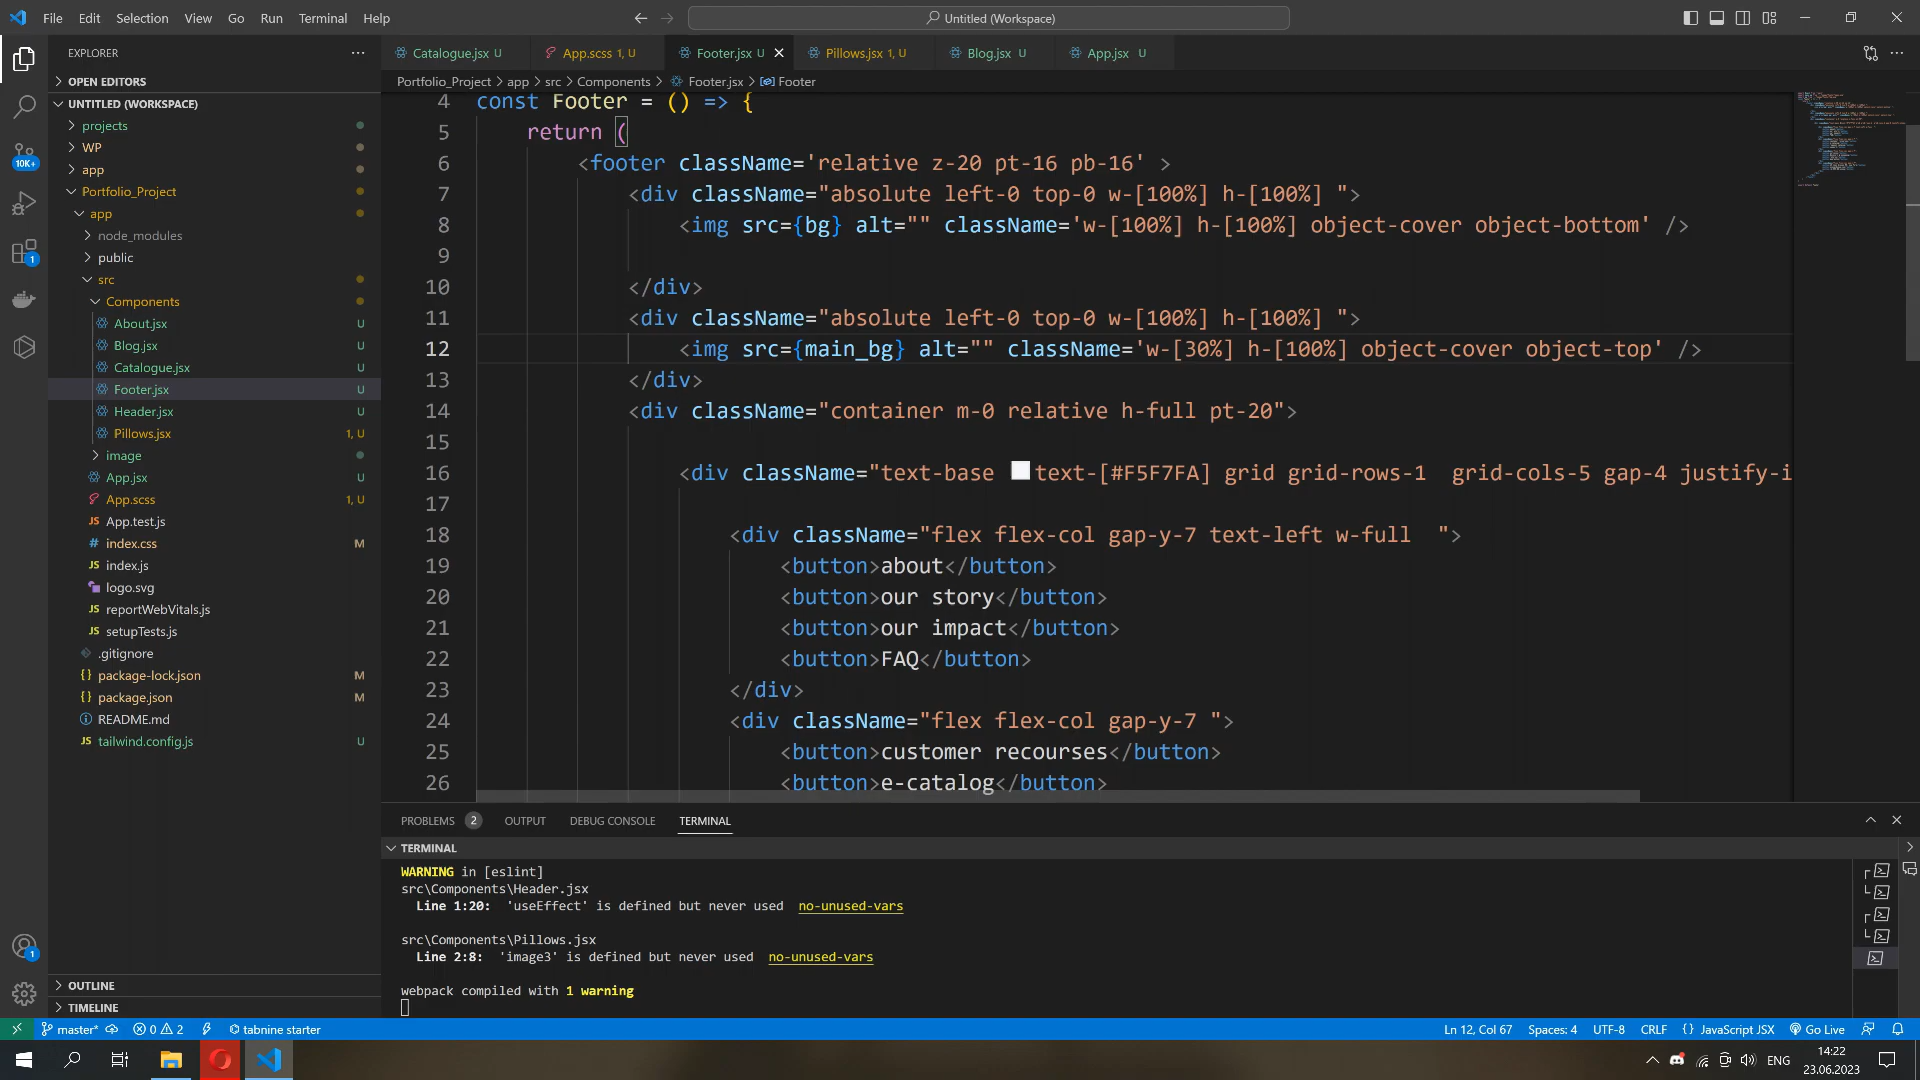 File Edit Selection View Go Run Terminal Help
Untitled (Workspace)
EXPLORER
OPEN EDITORS
UNTITLED (WORKSPACE)
projects
WP
app
Portfolio_Project
app
node_modules
public
src
Components
About.jsx U
Blog.jsx U
Catalogue.jsx U
Footer.jsx U
Header.jsx U
Pillows.jsx 1, U
image
App.jsx U
App.scss 1, U
JS App.test.js
# index.css M
JS index.js
logo.svg
JS reportWebVitals.js
JS setupTests.js
.gitignore
{} package-lock.json M
{} package.json M
README.md
JS tailwind.config.js U
OUTLINE
TIMELINE
10K+
1
1
Catalogue.jsx U App.scss 1, U Footer.jsx U Pillows.jsx 1, U Blog.jsx U App.jsx U
Portfolio_Project > app > src > Components > Footer.jsx > Footer
4 const Footer = () => {
5 return (
6 <footer className='relative z-20 pt-16 pb-16' >
7 <div className="absolute left-0 top-0 w-[100%] h-[100%] ">
8 <img src={bg} alt="" className='w-[100%] h-[100%] object-cover object-bottom' />
9
10 </div>
11 <div className="absolute left-0 top-0 w-[100%] h-[100%] ">
12 <img src={main_bg} alt="" className='w-[30%] h-[100%] object-cover object-top' />
13 </div>
14 <div className="container m-0 relative h-full pt-20">
15
16 <div className="text-base text-[#F5F7FA] grid grid-rows-1  grid-cols-5 gap-4 justify-i
17
18 <div className="flex flex-col gap-y-7 text-left w-full  ">
19 <button>about</button>
20 <button>our story</button>
21 <button>our impact</button>
22 <button>FAQ</button>
23 </div>
24 <div className="flex flex-col gap-y-7 ">
25 <button>customer recourses</button>
26 <button>e-catalog</button>
PROBLEMS 2 OUTPUT DEBUG CONSOLE TERMINAL
TERMINAL
WARNING in [eslint]
src\Components\Header.jsx
Line 1:20:  'useEffect' is defined but never used  no-unused-vars
src\Components\Pillows.jsx
Line 2:8:  'image3' is defined but never used  no-unused-vars
webpack compiled with 1 warning
master* 0 2 tabnine starter Ln 12, Col 67 Spaces: 4 UTF-8 CRLF {} JavaScript JSX Go Live
ENG
14:22
23.06.2023